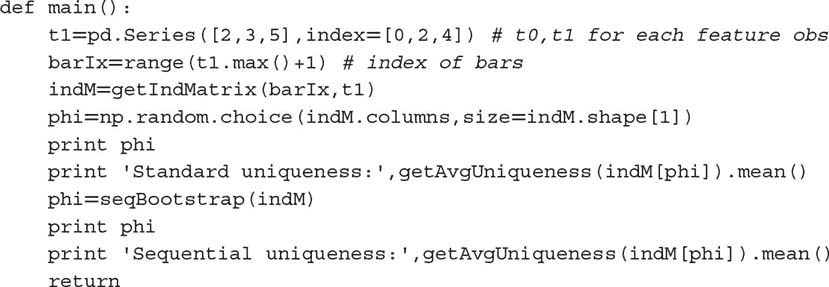 def main():
    t1=pd.Series([2,3,5],index=[0,2,4]) # t0,t1 for each feature obs
    barIx=range(t1.max()+1) # index of bars
    indM=getIndMatrix(barIx,t1)
    phi=np.random.choice(indM.columns,size=indM.shape[1])
    print phi
    print 'Standard uniqueness:',getAvgUniqueness(indM[phi]).mean()
    phi=seqBootstrap(indM)
    print phi
    print 'Sequential uniqueness:',getAvgUniqueness(indM[phi]).mean()
    return